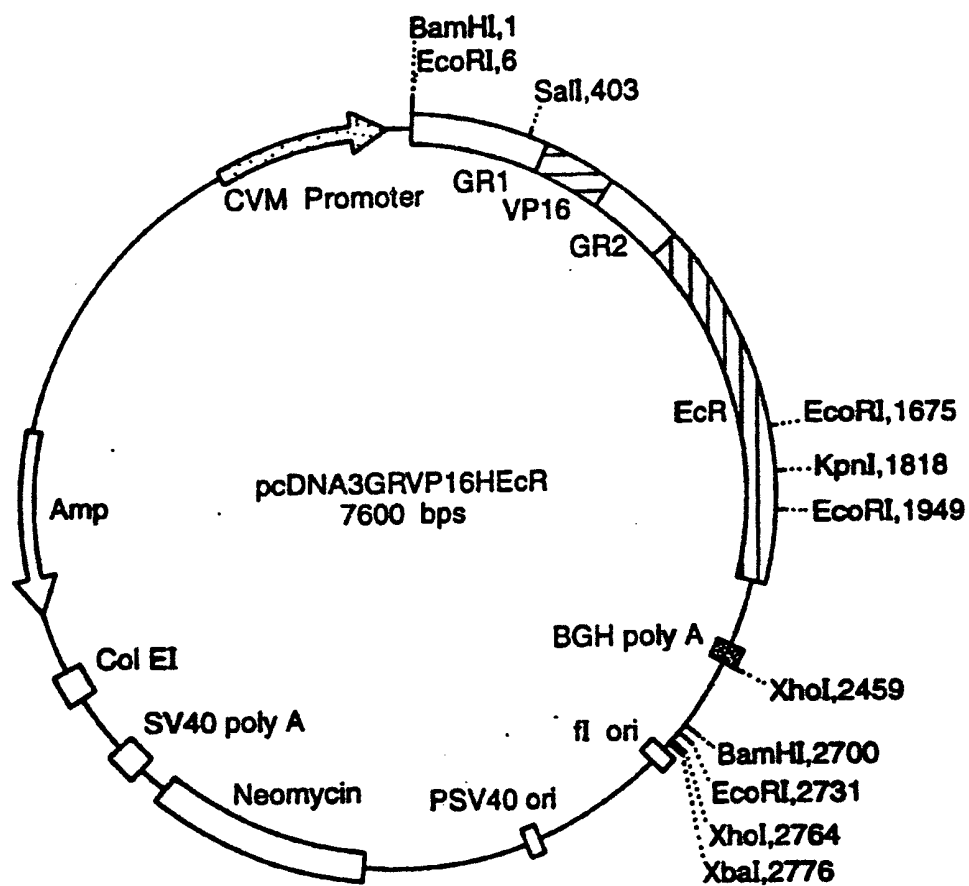 BamHI,1
EcoRI,6
SalI,403
CVM Promoter
GR1
VP16
GR2
EcR
EcoRI,1675
KpnI,1818
EcoRI,1949
pcDNA3GRVP16HEcR
7600 bps
Amp
BGH poly A
XhoI,2459
Col EI
SV40 poly A
fI ori
BamHI,2700
EcoRI,2731
XhoI,2764
XbaI,2776
Neomycin
PSV40 ori